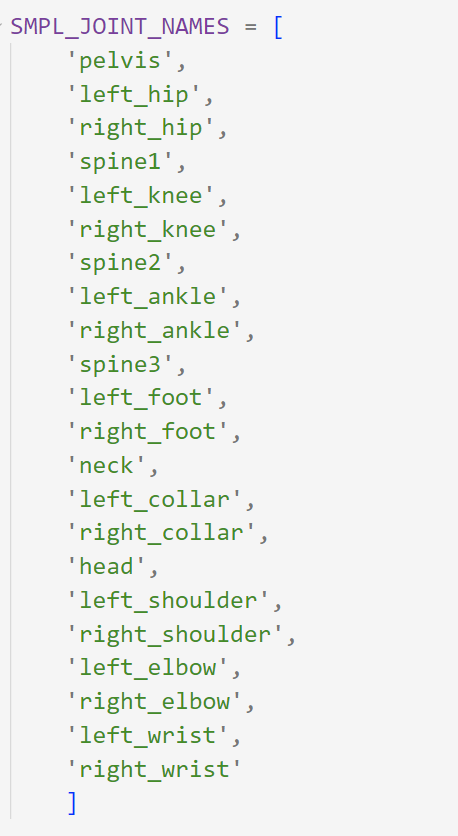 SMPL_JOINT_NAMES = [
'pelvis',
'left_hip',
'right_hip',
'spine1',
'left_knee',
'right_knee',
'spine2',
'left_ankle',
'right_ankle',
'spine3',
'left_foot',
'right_foot',
'neck',
'left_collar',
'right_collar',
'head',
'left_shoulder',
'right_shoulder',
'left_elbow',
'right_elbow',
'left_wrist',
'right_wrist'
]